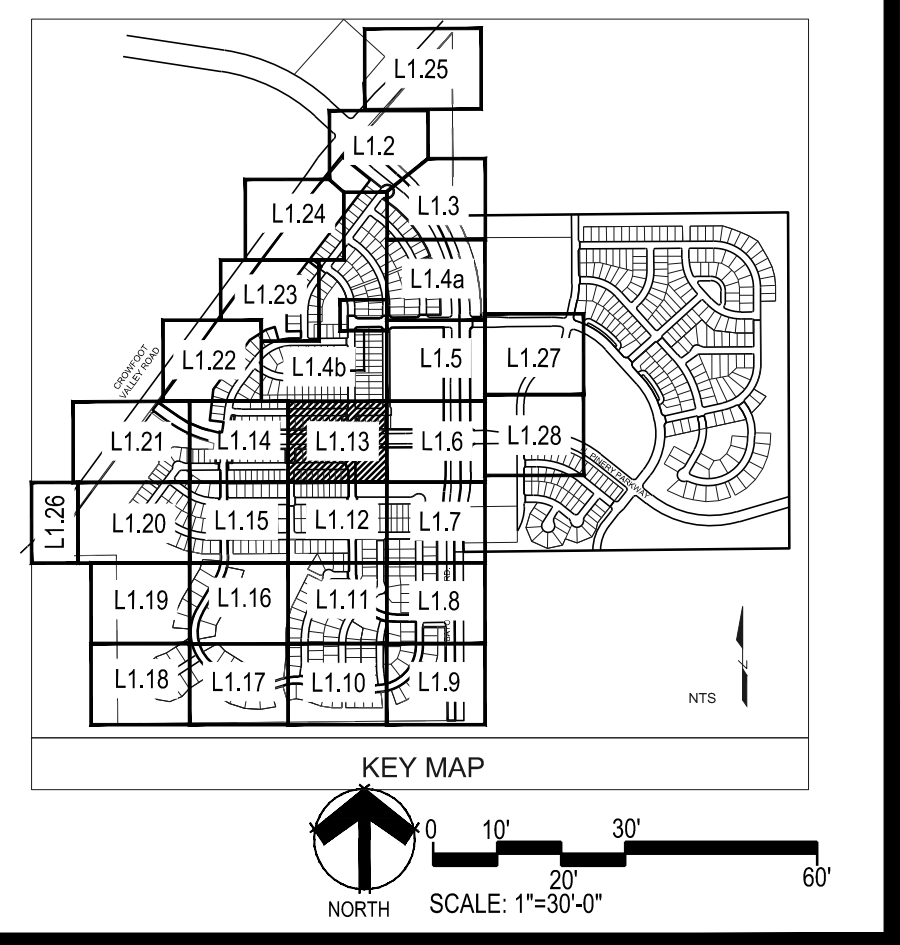 L1.25
L1.2
L1.24
L1.3
L1.23
L1.4a
CROWFOOT
VALLEY ROAD
L1.22
L1.4b
L1.5
L1.27
L1.21
L1.14
L1.13
L1.6
L1.28
PINERY PARKWAY
L1.26
L1.20
L1.15
L1.12
L1.7
L1.19
L1.16
L1.11
L1.8
RD.
L1.18
L1.17
L1.10
L1.9
NTS
KEY MAP
0 10' 30'
20' 60'
NORTH
SCALE: 1"=30'-0"